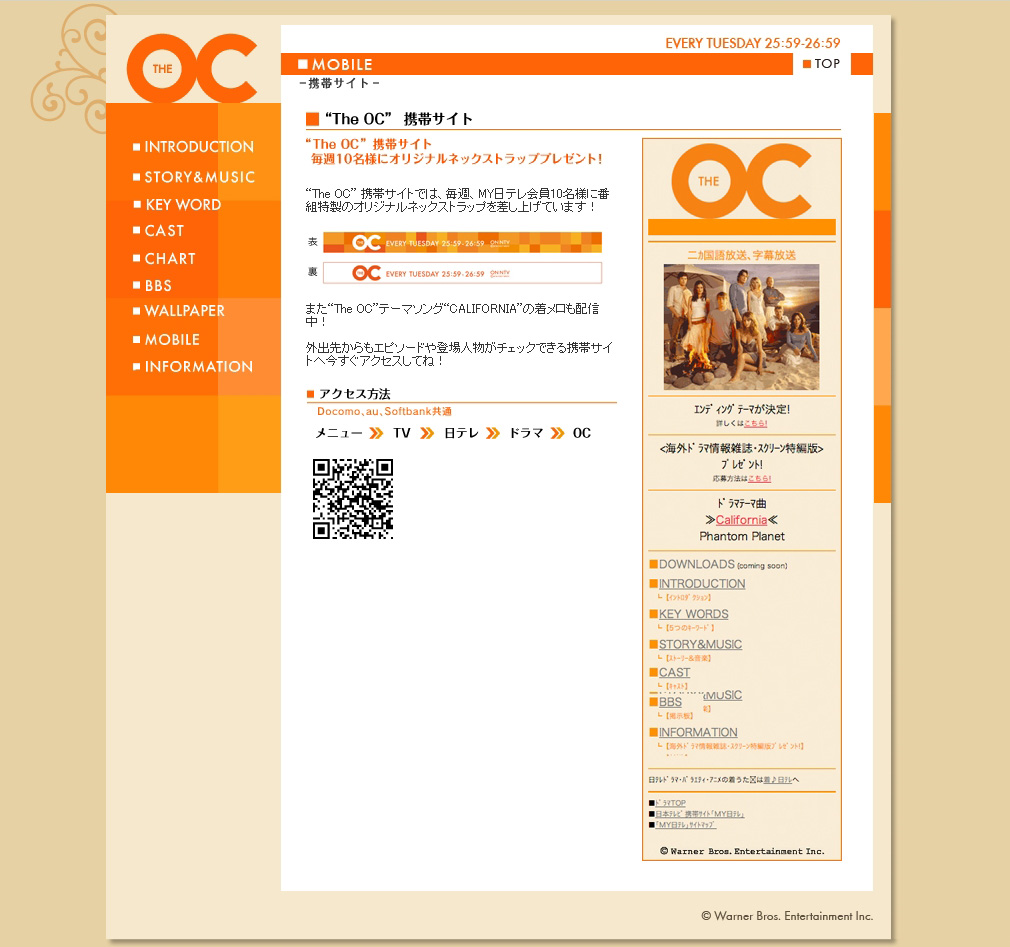 THE OC
EVERY TUESDAY 25:59-26:59
MOBILE
TOP
－携帯サイト－
INTRODUCTION
STORY&MUSIC
KEY WORD
CAST
CHART
BBS
WALLPAPER
MOBILE
INFORMATION
“The OC” 携帯サイト
“The OC” 携帯サイト
毎週10名様にオリジナルネックストラッププレゼント!
“The OC” 携帯サイトでは、毎週、MY日テレ会員10名様に番
組特製のオリジナルネックストラップを差し上げています！
表
THE OC EVERY TUESDAY 25:59-26:59 ON NTV
裏
THE OC EVERY TUESDAY 25:59-26:59 ON NTV
また“The OC”テーマソング“CALIFORNIA”の着メロも配信
中！
外出先からもエピソードや登場人物がチェックできる携帯サイ
トへ今すぐアクセスしてね！
アクセス方法
Docomo、au、Softbank共通
メニュー TV 日テレ ドラマ OC
THE OC
二カ国語放送、字幕放送
ｴﾝﾃﾞｨﾝｸﾞﾃｰﾏが決定!
詳しくはこちら!
<海外ﾄﾞﾗﾏ情報雑誌･ｽｸﾘｰﾝ特編版>
ﾌﾟﾚｾﾞﾝﾄ!
応募方法はこちら!
ﾄﾞﾗﾏﾃｰﾏ曲
≫California≪
Phantom Planet
■DOWNLOADS (coming soon)
■INTRODUCTION
┗【ｲﾝﾄﾛﾀﾞｸｼｮﾝ】
■KEY WORDS
┗【5つのｷｰﾜｰﾄﾞ】
■STORY&MUSIC
┗【ｽﾄｰﾘｰ&音楽】
■CAST
┗【ｷｬｽﾄ】
&MUSIC
■BBS
┗【掲示板】
■INFORMATION
┗【海外ﾄﾞﾗﾏ情報雑誌･ｽｸﾘｰﾝ特編版ﾌﾟﾚｾﾞﾝﾄ!】
日ﾃﾚﾄﾞﾗﾏ･ﾊﾞﾗｴﾃｨ･ｱﾆﾒの着うたは着♪日ﾃﾚへ
■ﾄﾞﾗﾏTOP
■日本ﾃﾚﾋﾞ携帯ｻｲﾄ｢MY日ﾃﾚ｣
■｢MY日ﾃﾚ｣ｻｲﾄﾏｯﾌﾟ
© Warner Bros. Entertainment Inc.
© Warner Bros. Entertainment Inc.